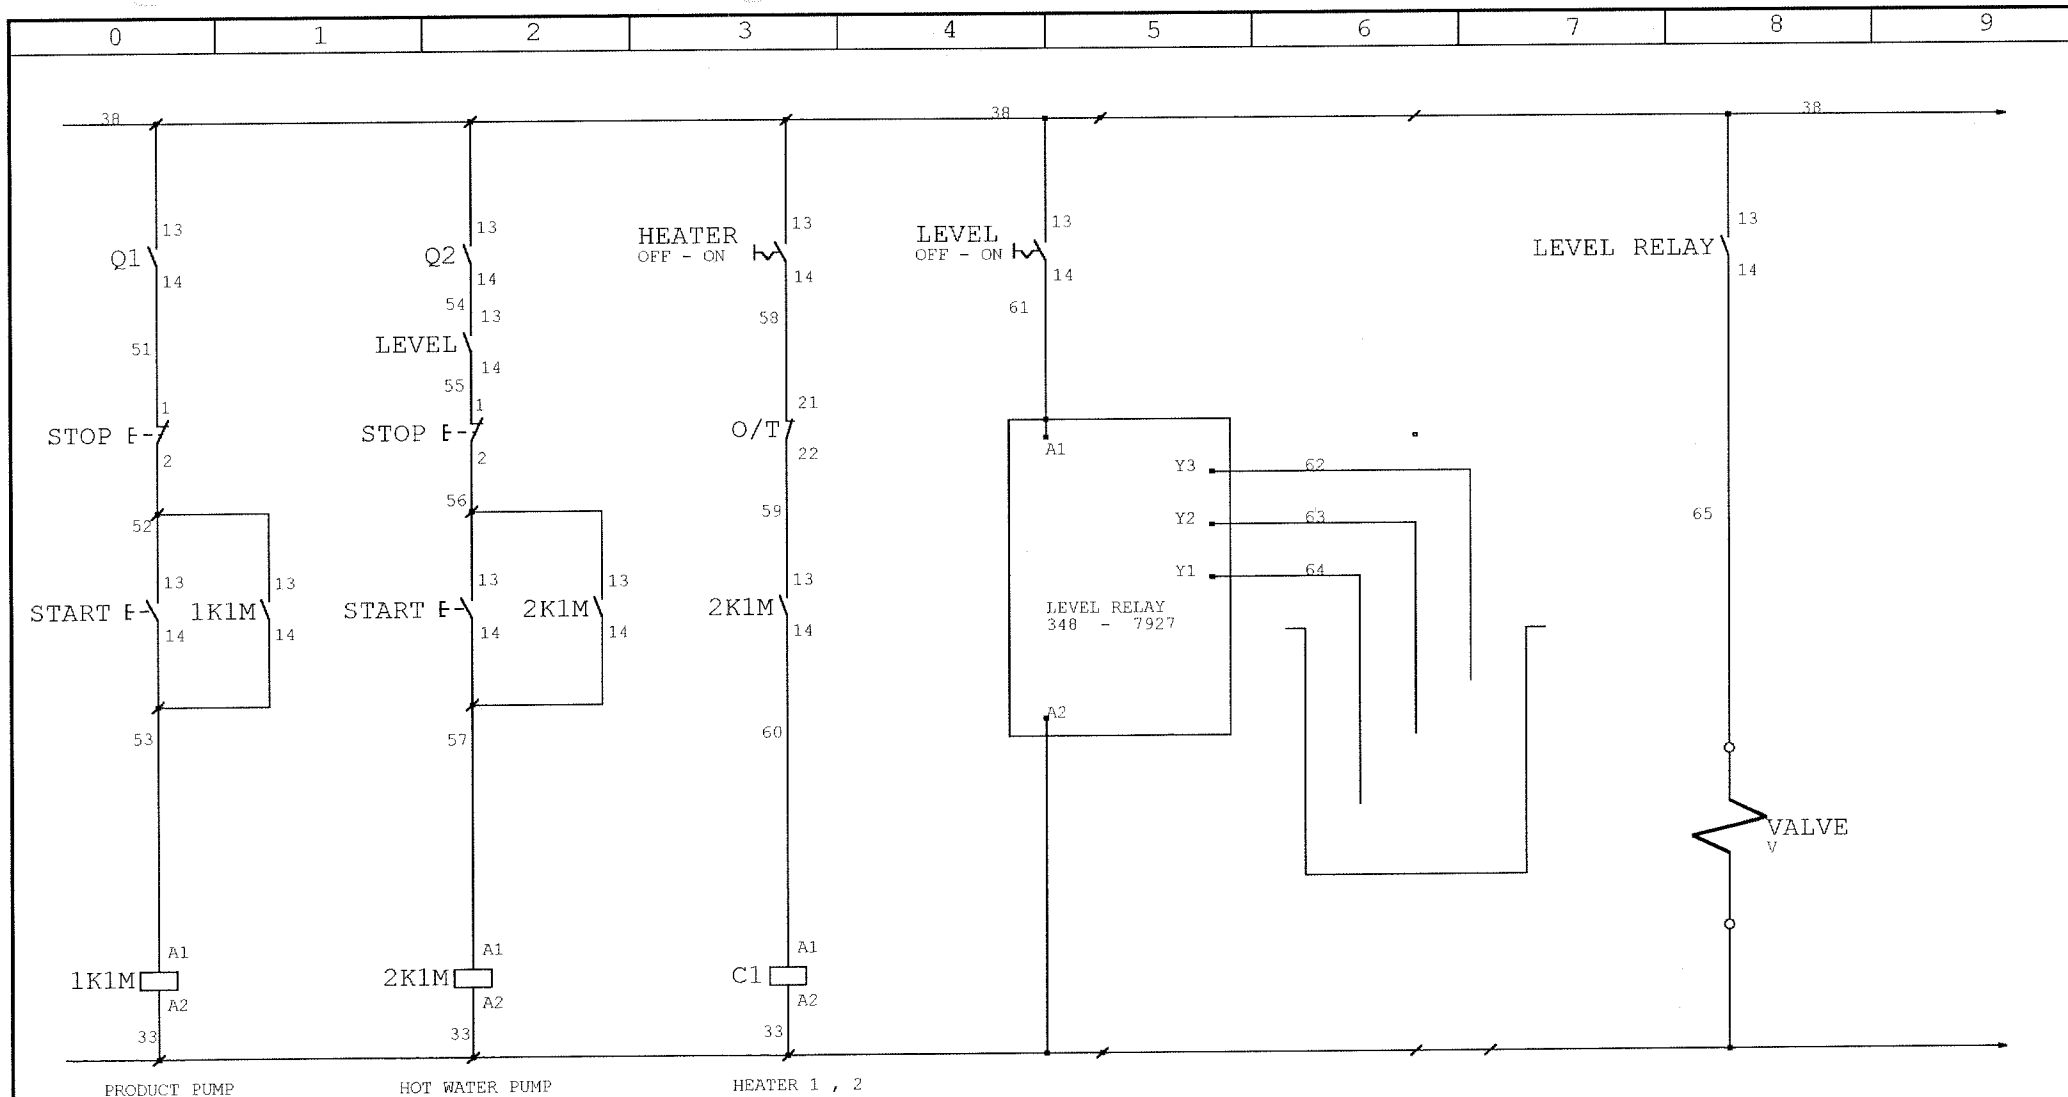 0 1 2 3 4 5 6 7 8 9
38 38 38
13 13 13 13 13
Q1 Q2 HEATER LEVEL LEVEL RELAY
OFF - ON OFF - ON
14 14 14 14 14
54 58 61
13
51 LEVEL
14
55
1 1 21
STOP STOP O/T A1
2 2 22
Y3 62
56 59 65
52 Y2 63
Y1 64
13 13 13 13 13
START 1K1M START 2K1M 2K1M LEVEL RELAY
348 - 7927
14 14 14 14 14
A2
53 57 60
VALVE
V
A1 A1 A1
1K1M 2K1M C1
A2 A2 A2
33 33 33
PRODUCT PUMP HOT WATER PUMP HEATER 1 , 2